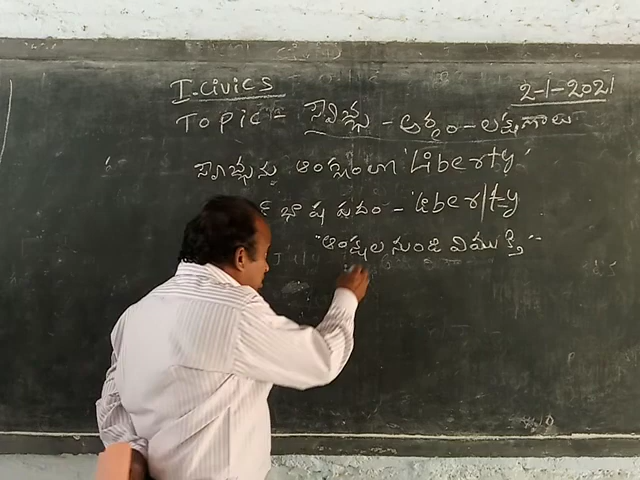 I-CIVICS
2-1-2021
Topic - స్వేచ్ఛ - అర్థం - లక్షణాలు
స్వేచ్ఛను ఆంగ్లంలో 'Liberty'
భాష పదం - Liberty
"ఆంక్షల నుండి విముక్తి"